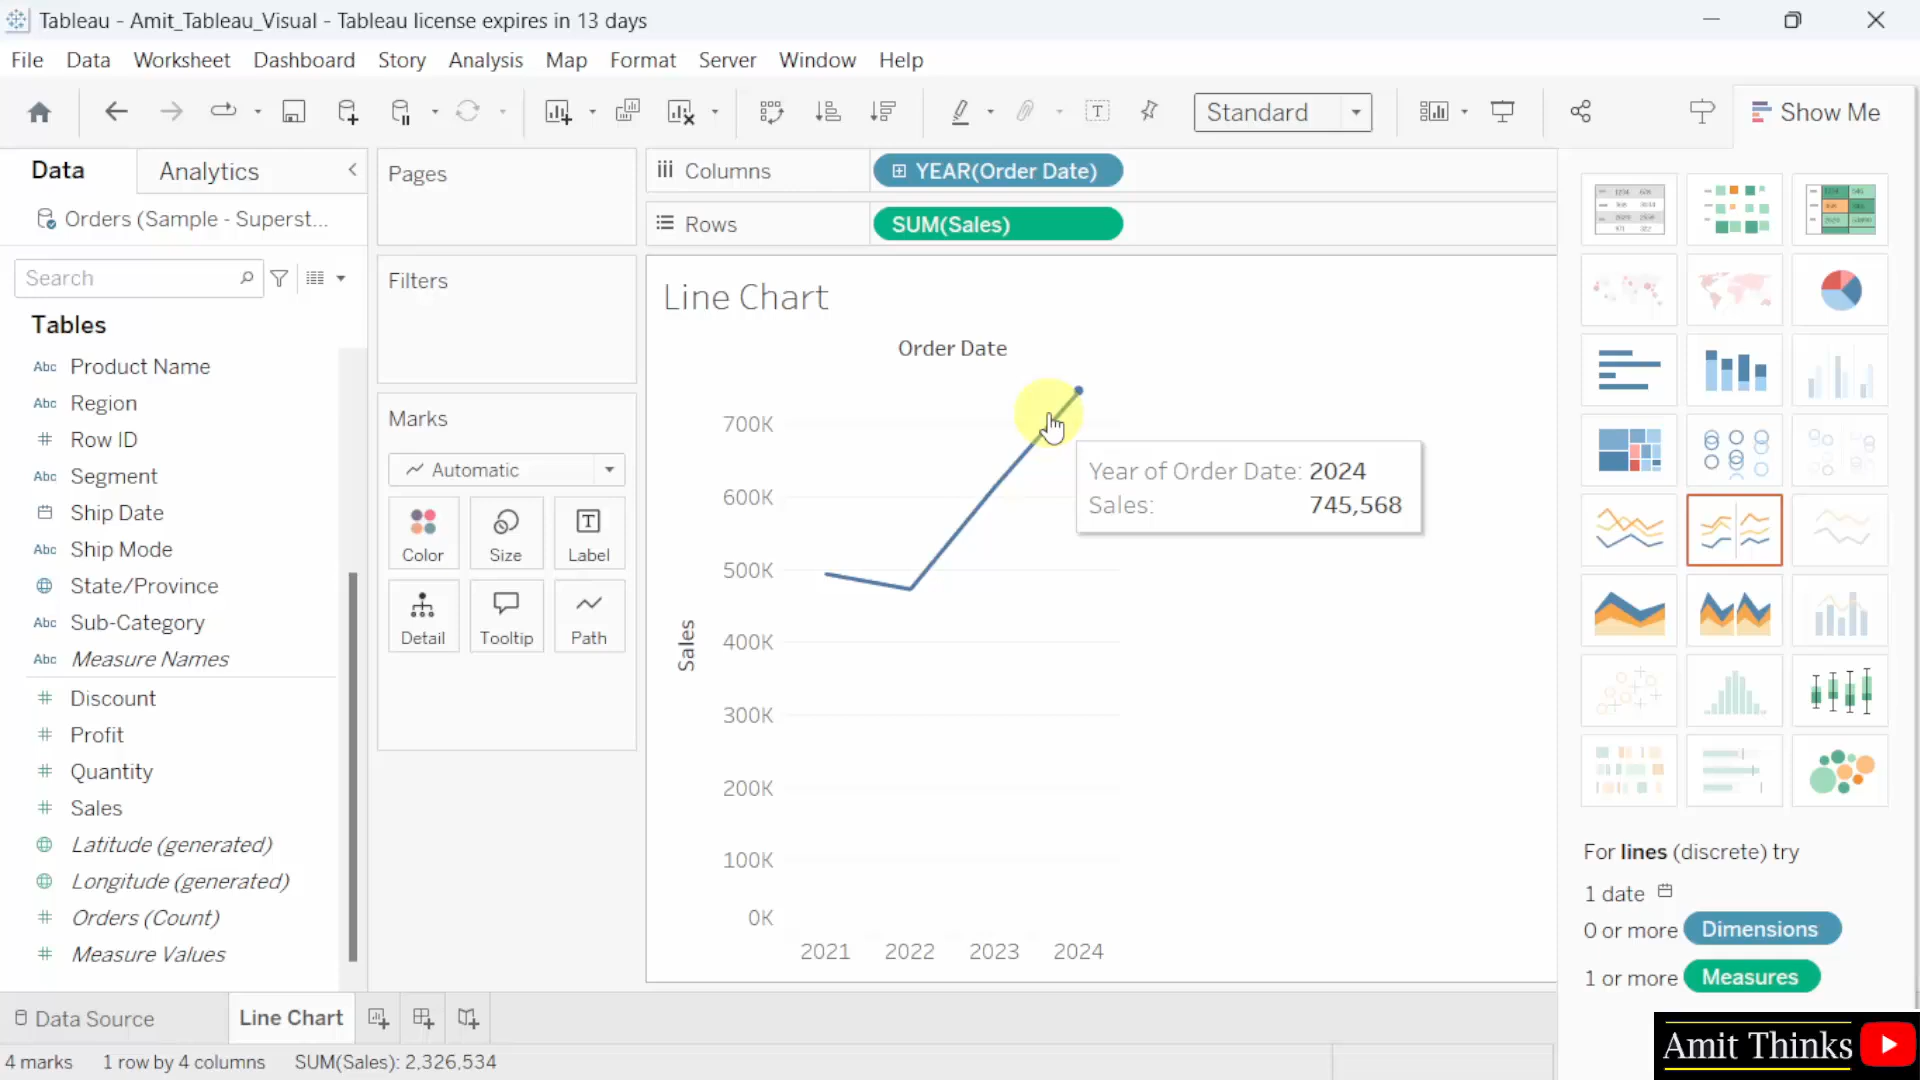 Tableau - Amit_Tableau_Visual - Tableau license expires in 13 days
File Data Worksheet Dashboard Story Analysis Map Format Server Window Help
Standard
Show Me
Data
Analytics
Orders (Sample - Superst...
Search
Tables
Abc Product Name
Abc Region
# Row ID
Abc Segment
Ship Date
Abc Ship Mode
State/Province
Abc Sub-Category
Abc Measure Names
# Discount
# Profit
# Quantity
# Sales
Latitude (generated)
Longitude (generated)
# Orders (Count)
# Measure Values
Pages
Filters
Marks
Automatic
Color Size Label
Detail Tooltip Path
Columns
YEAR(Order Date)
Rows
SUM(Sales)
Line Chart
Order Date
700K
600K
500K
400K
300K
200K
100K
0K
Sales
2021 2022 2023 2024
Year of Order Date: 2024
Sales: 745,568
For lines (discrete) try
1 date
0 or more Dimensions
1 or more Measures
Data Source
Line Chart
4 marks 1 row by 4 columns SUM(Sales): 2,326,534
Amit Thinks